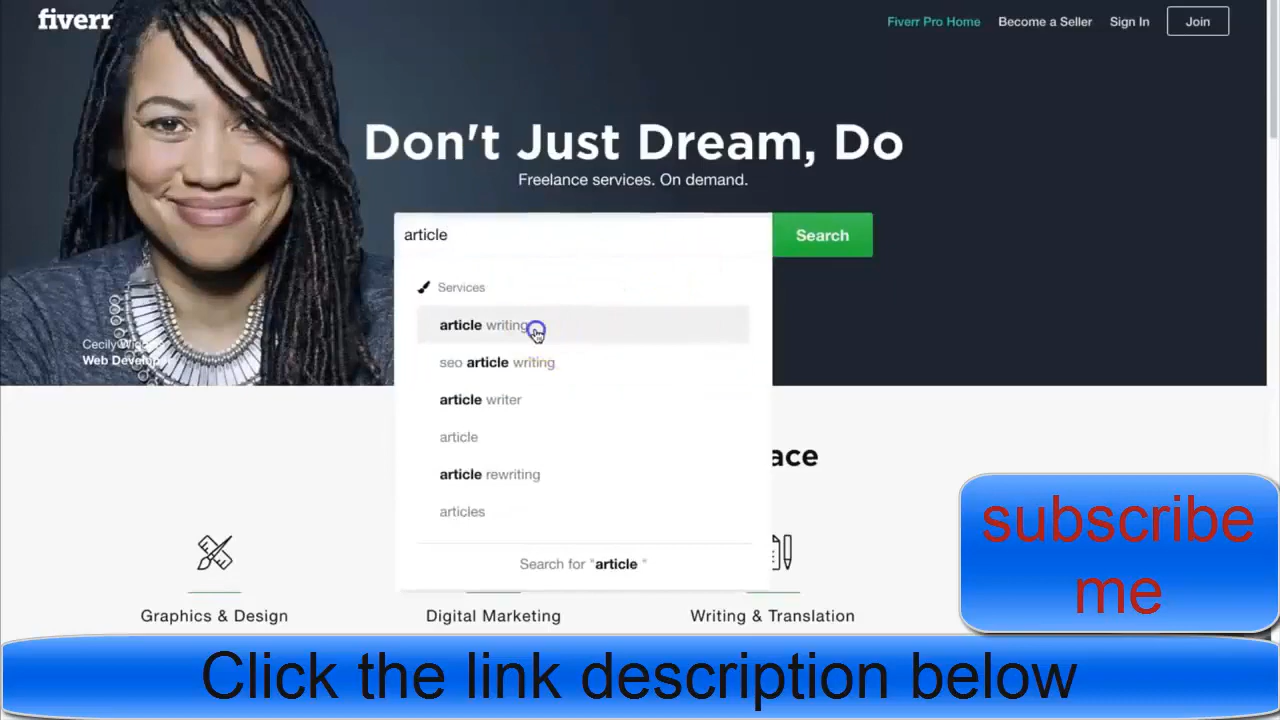 fiverr
Fiverr Pro Home Become a Seller Sign In Join
Don't Just Dream, Do
Freelance services. On demand.
article
Search
Services
article writing
seo article writing
article writer
article
article rewriting
articles
Search for "article "
Web Develope
ace
Graphics & Design
Digital Marketing
Writing & Translation
subscribe
me
Click the link description below